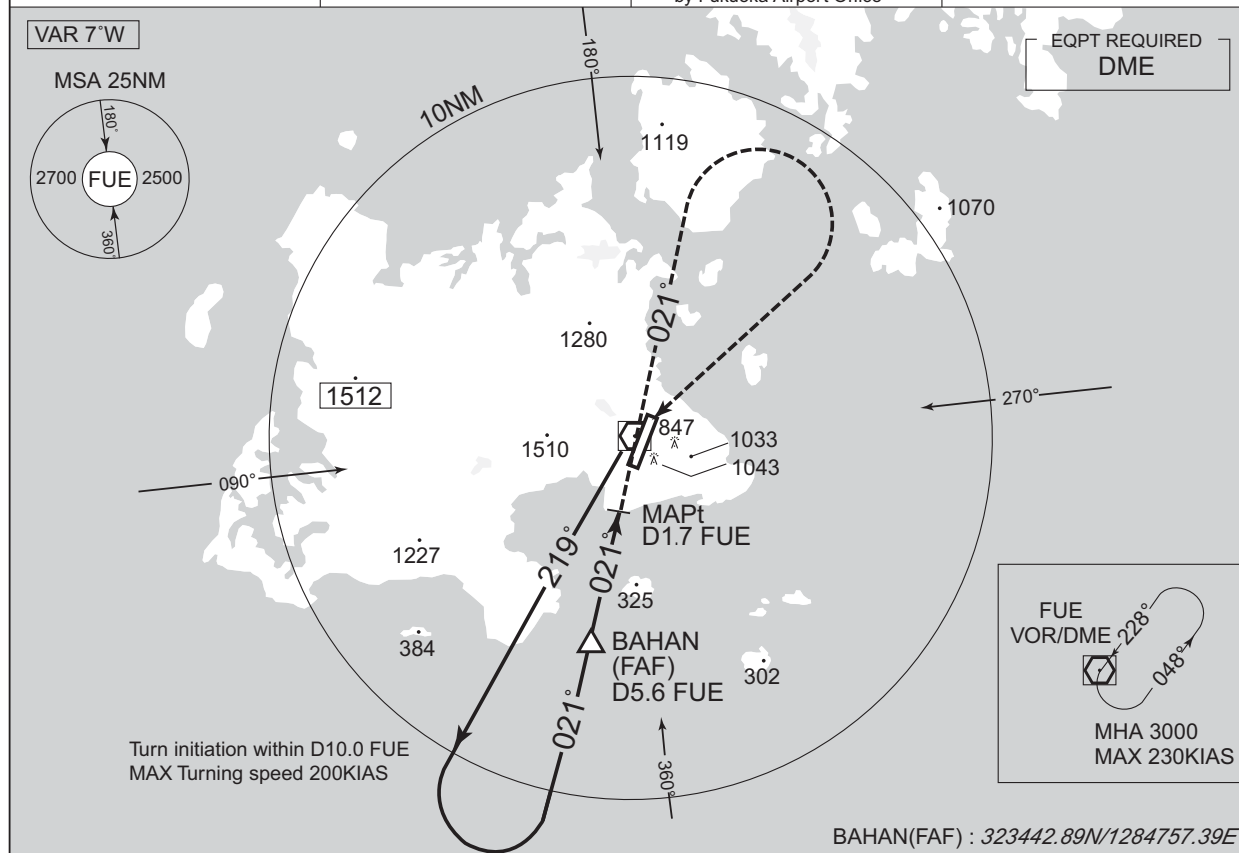 by Fukuoka Airport Office
VAR 7°W
MSA 25NM
180°
2700
FUE
2500
360°
10NM
180°
EQPT REQUIRED
DME
1119
1070
021°
1280
1512
270°
847
1033
1510
1043
090°
MAPt
D1.7 FUE
219°
021°
1227
325
384
BAHAN
(FAF)
D5.6 FUE
302
021°
360°
Turn initiation within D10.0 FUE
MAX Turning speed 200KIAS
FUE
VOR/DME
228°
048°
MHA 3000
MAX 230KIAS
BAHAN(FAF) : 323442.89N/1284757.39E